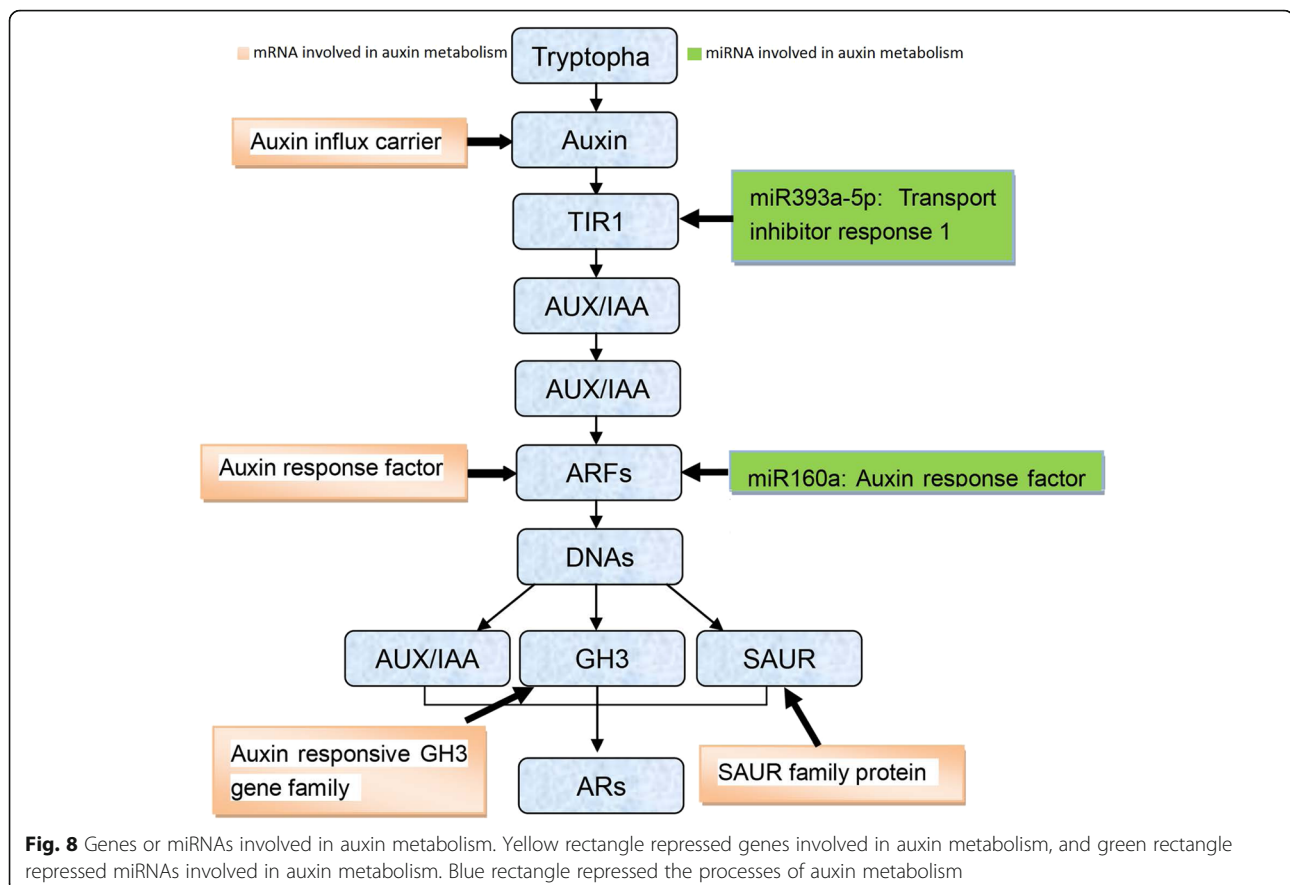 mRNA involved in auxin metabolism
miRNA involved in auxin metabolism
Tryptopha
Auxin influx carrier
Auxin
miR393a-5p: Transport
inhibitor response 1
TIR1
AUX/IAA
AUX/IAA
Auxin response factor
ARFs
miR160a: Auxin response factor
DNAs
AUX/IAA
GH3
SAUR
Auxin responsive GH3
gene family
ARs
SAUR family protein
Fig. 8 Genes or miRNAs involved in auxin metabolism. Yellow rectangle repressed genes involved in auxin metabolism, and green rectangle
repressed miRNAs involved in auxin metabolism. Blue rectangle repressed the processes of auxin metabolism